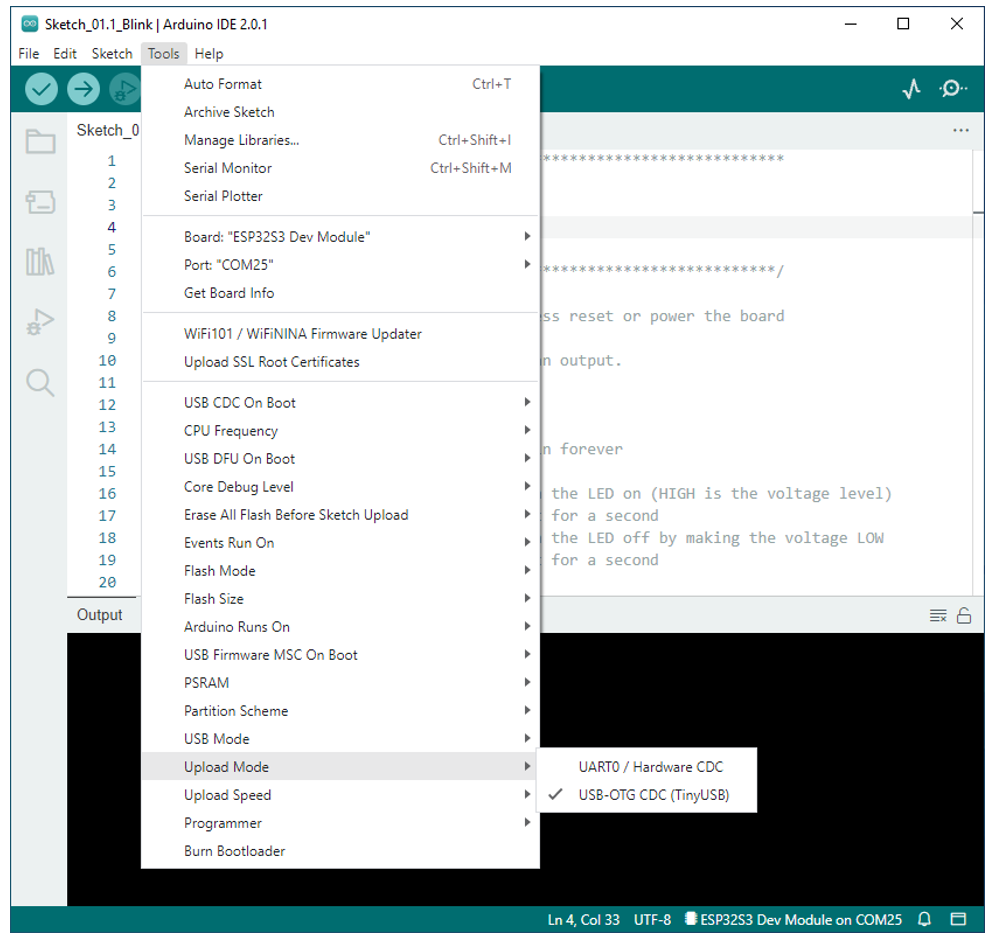 Sketch_01.1_Blink | Arduino IDE 2.0.1
File Edit Sketch Tools Help
Sketch_0
Auto Format Ctrl+T
Archive Sketch
Manage Libraries... Ctrl+Shift+I
Serial Monitor Ctrl+Shift+M
Serial Plotter
Board: "ESP32S3 Dev Module"
Port: "COM25"
Get Board Info
WiFi101 / WiFiNINA Firmware Updater
Upload SSL Root Certificates
USB CDC On Boot
CPU Frequency
USB DFU On Boot
Core Debug Level
Erase All Flash Before Sketch Upload
Events Run On
Flash Mode
Flash Size
Arduino Runs On
USB Firmware MSC On Boot
PSRAM
Partition Scheme
USB Mode
Upload Mode
Upload Speed
Programmer
Burn Bootloader
UART0 / Hardware CDC
USB-OTG CDC (TinyUSB)
1
2
3
4
5
6 */
7
8 ss reset or power the board
9
10 n output.
11
12
13
14 n forever
15
16 the LED on (HIGH is the voltage level)
17 for a second
18 the LED off by making the voltage LOW
19 for a second
20
Output
Ln 4, Col 33 UTF-8 ESP32S3 Dev Module on COM25